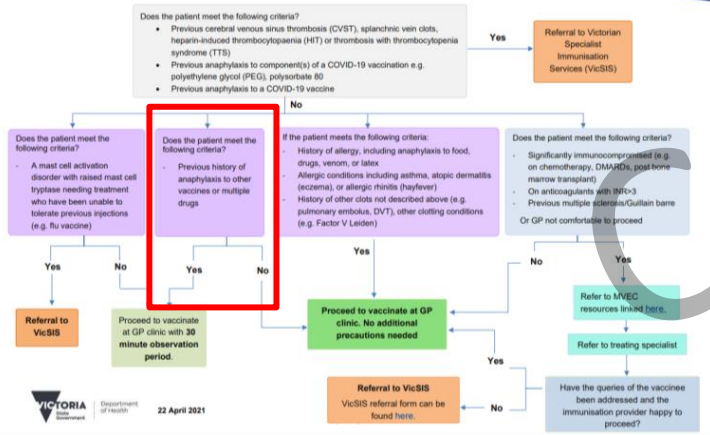 Does the patient meet the following criteria?
• Previous cerebral venous sinus thrombosis (CVST), splanchnic vein clots,
heparin-induced thrombocytopaenia (HIT) or thrombosis with thrombocytopenia
syndrome (TTS)
• Previous anaphylaxis to component(s) of a COVID-19 vaccination e.g.
polyethylene glycol (PEG), polysorbate 80
• Previous anaphylaxis to a COVID-19 vaccine
Yes
Referral to Victorian
Specialist
Immunisation
Services (VicSIS)
No
Does the patient meet the
following criteria?
- A mast cell activation
disorder with raised mast cell
tryptase needing treatment
who have been unable to
tolerate previous injections
(e.g. flu vaccine)
Does the patient meet the
following criteria?
- Previous history of
anaphylaxis to other
vaccines or multiple
drugs
If the patient meets the following criteria:
- History of allergy, including anaphylaxis to food,
drugs, venom, or latex
- Allergic conditions including asthma, atopic dermatitis
(eczema), or allergic rhinitis (hayfever)
- History of other clots not described above (e.g.
pulmonary embolus, DVT), other clotting conditions
(e.g. Factor V Leiden)
Does the patient meet the following criteria?
- Significantly immunocompromised (e.g.
on chemotherapy, DMARDs, post bone
marrow transplant)
- On anticoagulants with INR>3
- Previous multiple sclerosis/Guillain barre
Or GP not comfortable to proceed
Yes
No
Yes
No
Yes
No
Yes
Referral to
VicSIS
Proceed to vaccinate
at GP clinic with 30
minute observation
period.
Proceed to vaccinate at GP
clinic. No additional
precautions needed
Refer to MVEC
resources linked here.
Refer to treating specialist
Yes
Have the queries of the vaccinee
been addressed and the
immunisation provider happy to
proceed?
No
Referral to VicSIS
VicSIS referral form can be
found here.
VICTORIA
State
Government
Department
of Health
22 April 2021
C